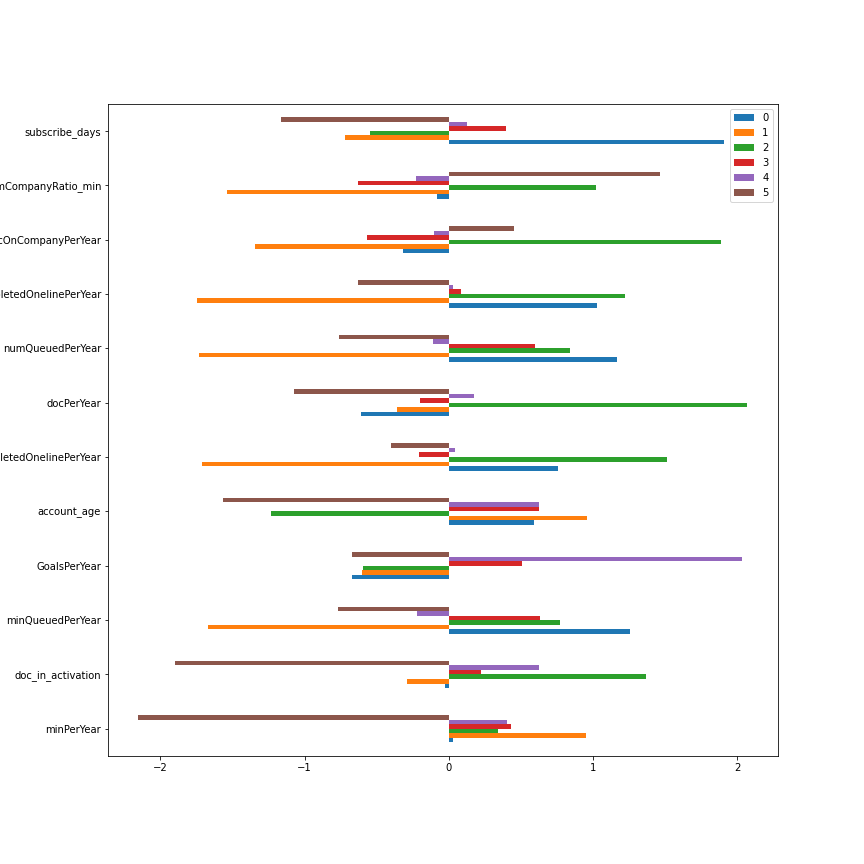 subscribe_days
0
1
2
3
4
5
mCompanyRatio_min
cOnCompanyPerYear
letedOnelinePerYear
numQueuedPerYear
docPerYear
letedOnelinePerYear
account_age
GoalsPerYear
minQueuedPerYear
doc_in_activation
minPerYear
−2 −1 0 1 2